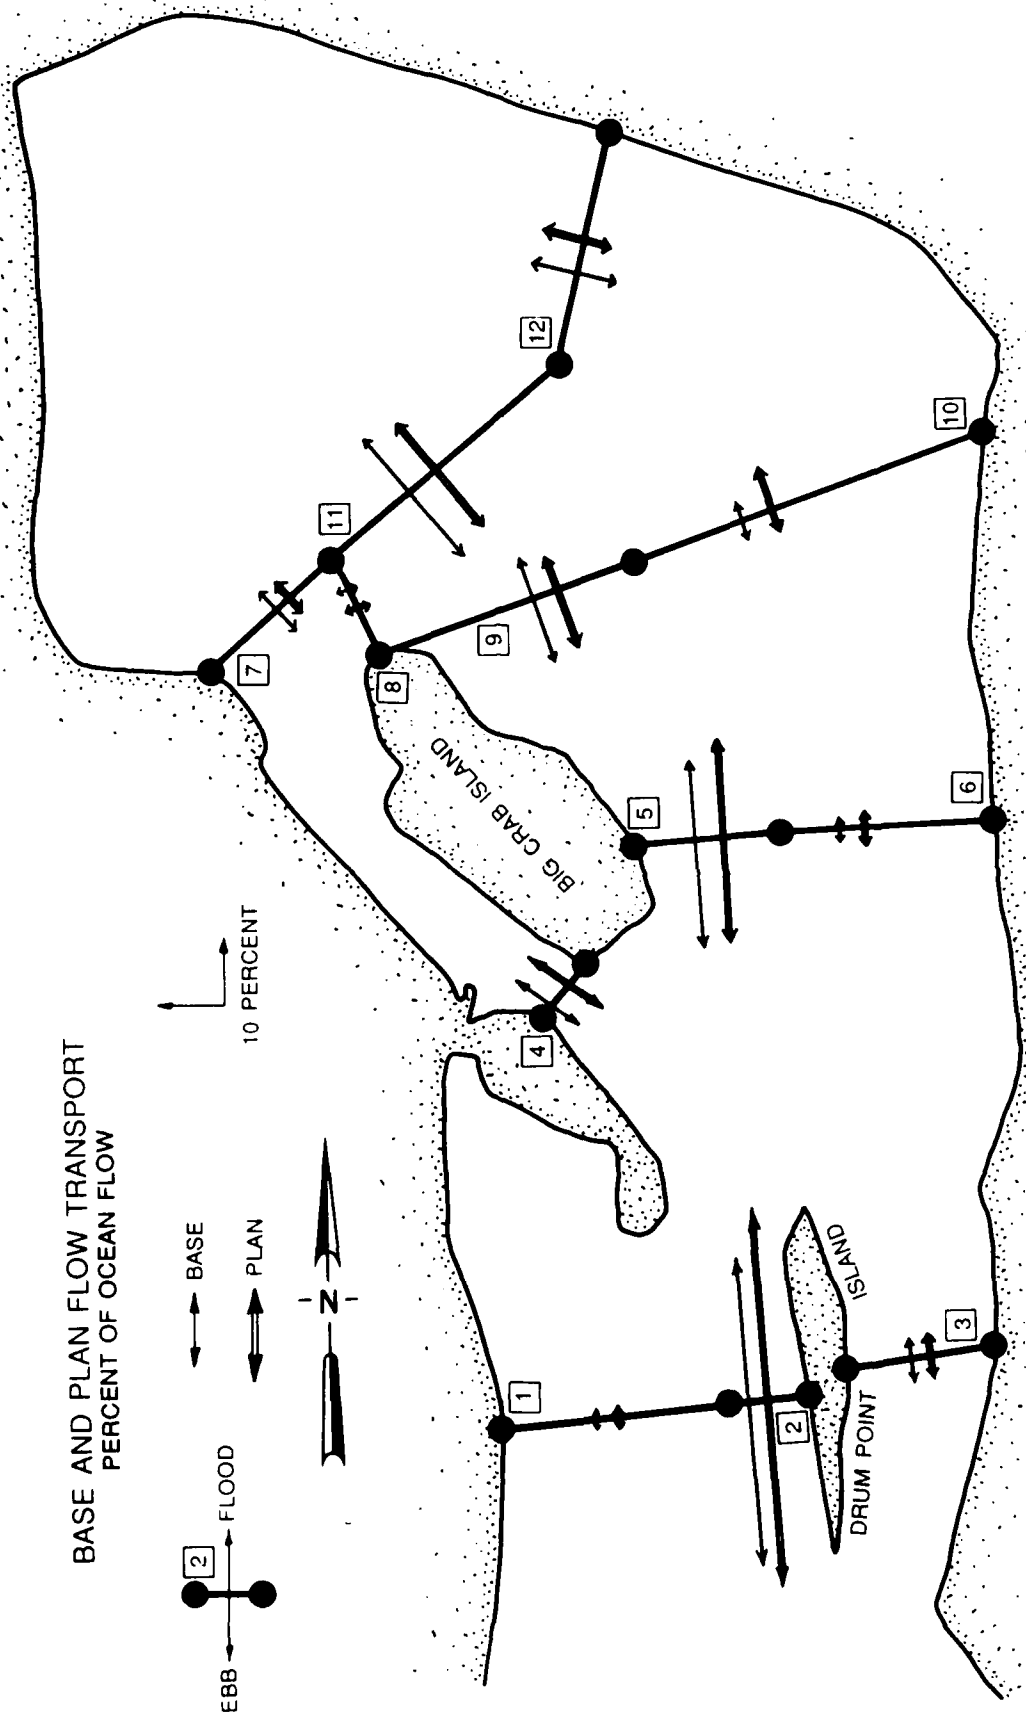 BASE AND PLAN FLOW TRANSPORT
PERCENT OF OCEAN FLOW
2
EBB
FLOOD
BASE
PLAN
N
10 PERCENT
1
2
3
4
5
6
7
8
9
10
11
12
BIG CRAB ISLAND
DRUM POINT
ISLAND